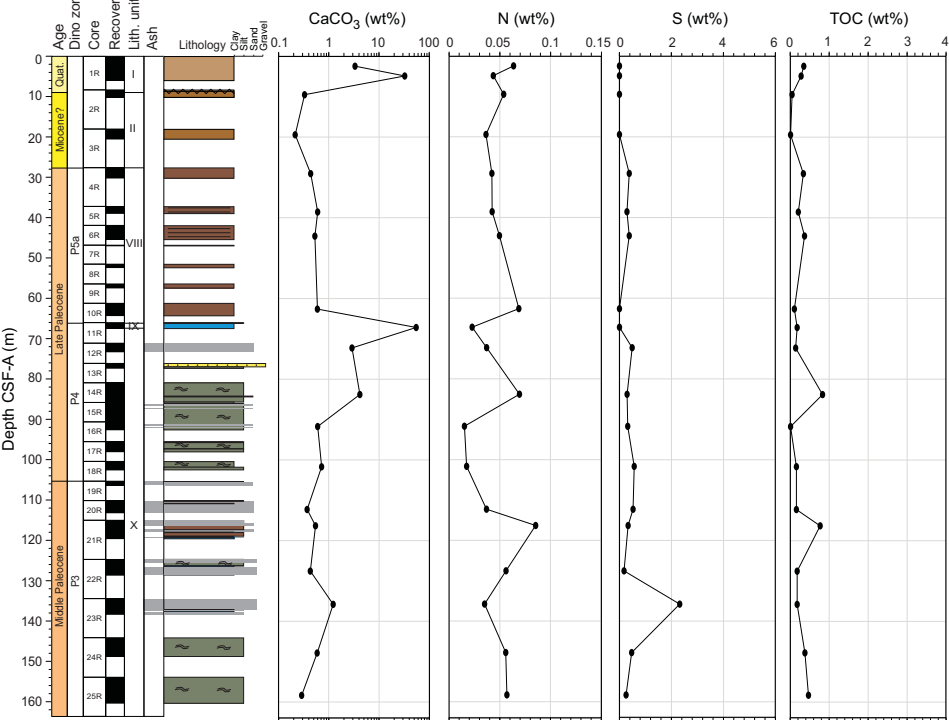 Age
Dino zon
Core
Recover
Lith. unit
Ash
Lithology
Clay
Silt
Sand
Gravel
CaCO3 (wt%)
N (wt%)
S (wt%)
TOC (wt%)
0.1 1 10 100
0 0.05 0.1 0.15
0 2 4 6
0 1 2 3 4
Depth CSF-A (m)
0
10
20
30
40
50
60
70
80
90
100
110
120
130
140
150
160
Quat.
Miocene?
Late Paleocene
Middle Paleocene
P5a
P4
P3
1R
2R
3R
4R
5R
6R
7R
8R
9R
10R
11R
12R
13R
14R
15R
16R
17R
18R
19R
20R
21R
22R
23R
24R
25R
I
II
VIII
IX
X